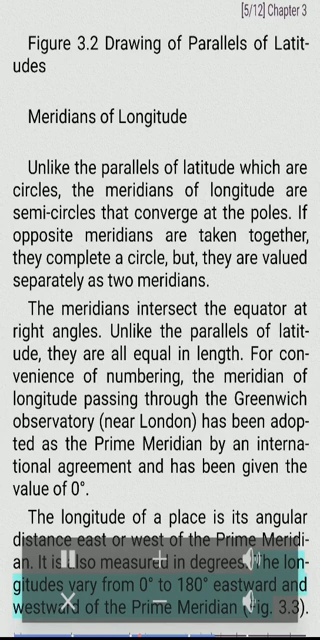 [5/12] Chapter 3
Figure 3.2 Drawing of Parallels of Lat-
udes
Meridians of Longitude
Unlike the parallels of latitude which are
circles, the meridians of longitude are
semi-circles that converge at the poles. If
opposite meridians are taken together,
they complete a circle, but, they are valued
separately as two meridians.
The meridians intersect the equator at
right angles. Unlike the parallels of latit-
ude, they are all equal in length. For con-
venience of numbering, the meridian of
longitude passing through the Greenwich
observatory (near London) has been adop-
ted as the Prime Meridian by an interna-
tional agreement and has been given the
value of 0°.
The longitude of a place is its angular
distance east or west of the Prime Meridi-
an. It is also measured in degrees. The lon-
gitudes vary from 0° to 180° eastward and
westward of the Prime Meridian (Fig. 3.3).